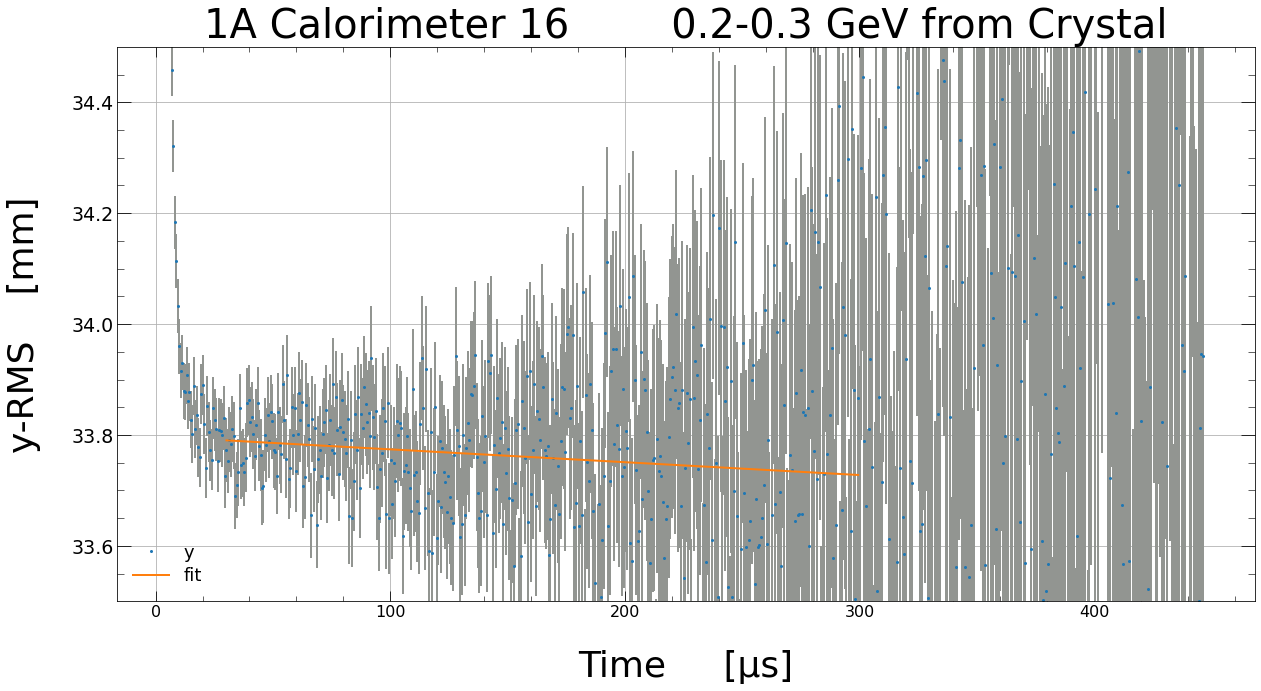 1A Calorimeter 16 0.2-0.3 GeV from Crystal
34.4
34.2
34.0
33.8
33.6
y-RMS [mm]
y
fit
0 100 200 300 400
Time [µs]